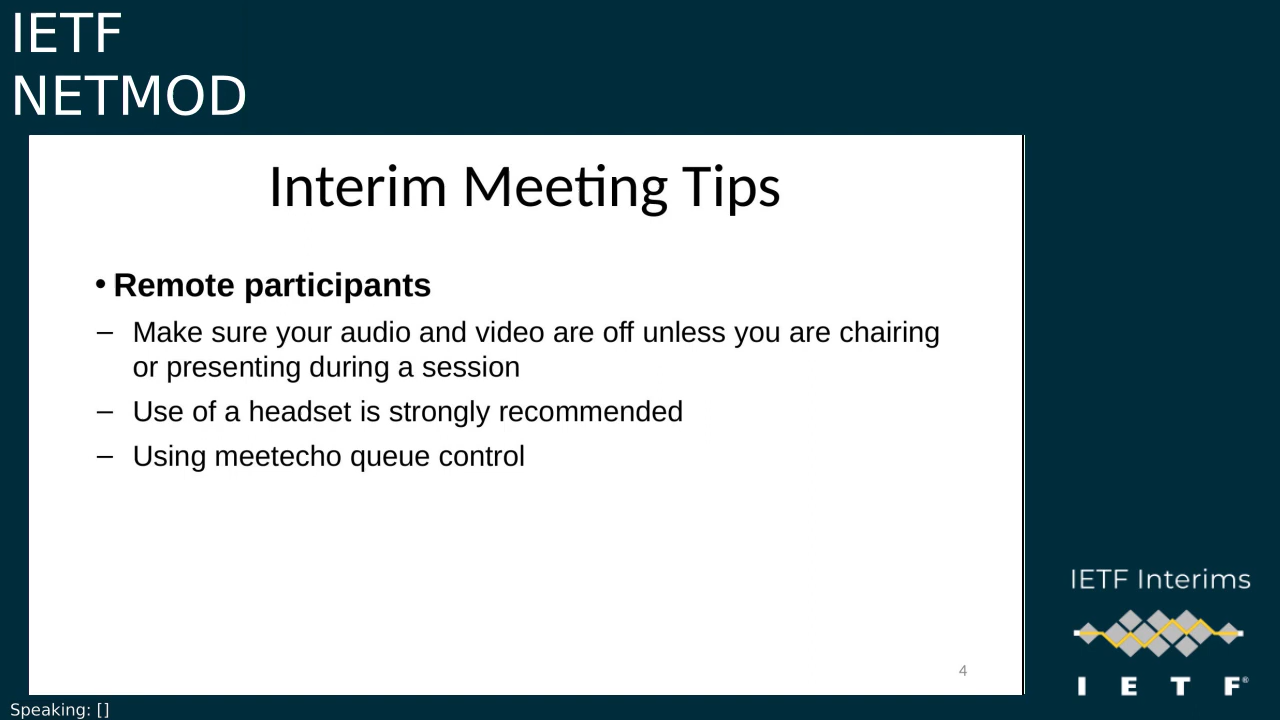 IETF
NETMOD
Interim Meeting Tips
• Remote participants
– Make sure your audio and video are off unless you are chairing
or presenting during a session
– Use of a headset is strongly recommended
– Using meetecho queue control
4
IETF Interims
I E T F®
Speaking: []